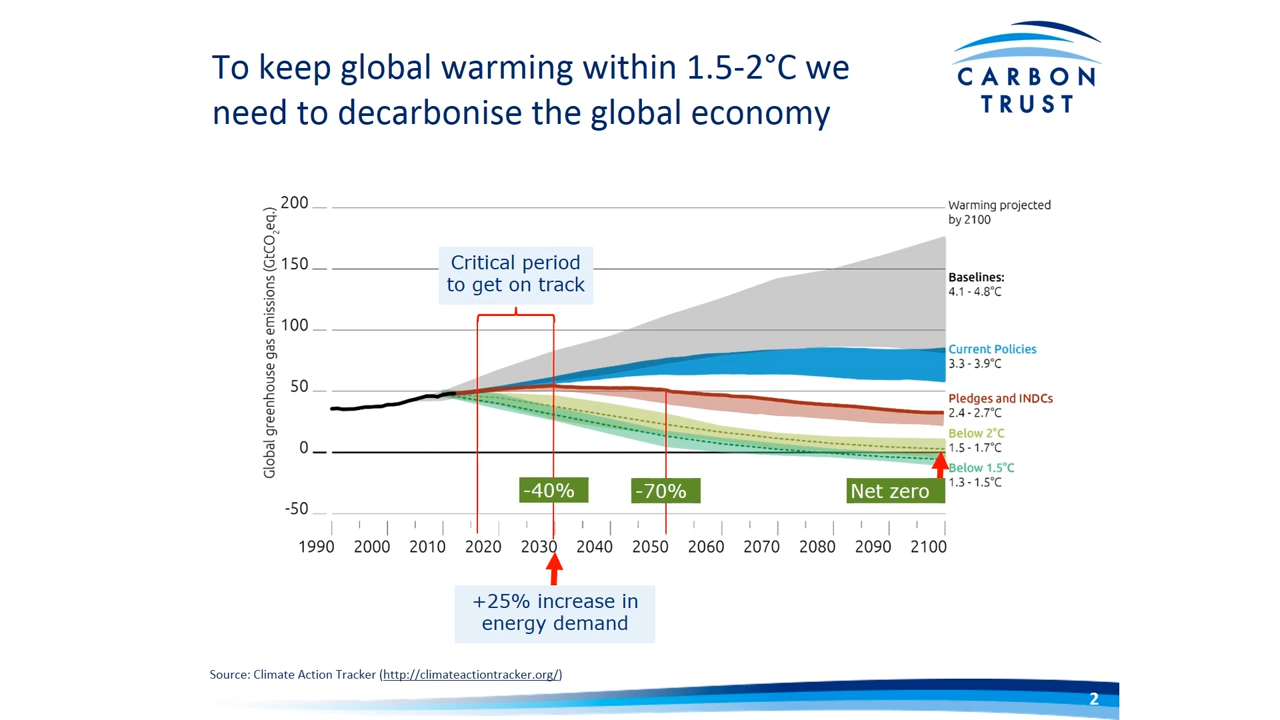 To keep global warming within 1.5-2°C we
need to decarbonise the global economy
CARBON
TRUST
Global greenhouse gas emissions (GtCO2eq.)
200
150
100
50
0
-50
Warming projected
by 2100
Critical period
to get on track
Baselines:
4.1 - 4.8°C
Current Policies
3.3 - 3.9°C
Pledges and INDCs
2.4 - 2.7°C
Below 2°C
1.5 - 1.7°C
Below 1.5°C
1.3 - 1.5°C
-40%
-70%
Net zero
1990 2000 2010 2020 2030 2040 2050 2060 2070 2080 2090 2100
+25% increase in
energy demand
Source: Climate Action Tracker (http://climateactiontracker.org/)
2